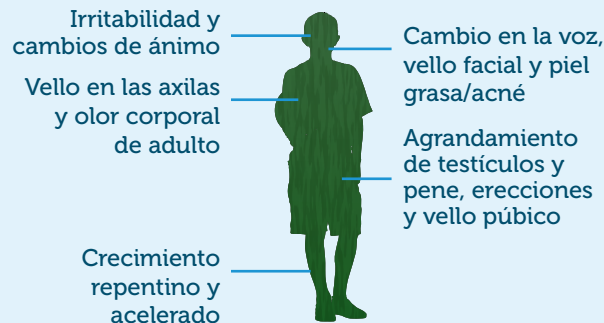 Irritabilidad y
cambios de ánimo
Vello en las axilas
y olor corporal
de adulto
Crecimiento
repentino y
acelerado
Cambio en la voz,
vello facial y piel
grasa/acné
Agrandamiento
de testículos y
pene, erecciones
y vello púbico